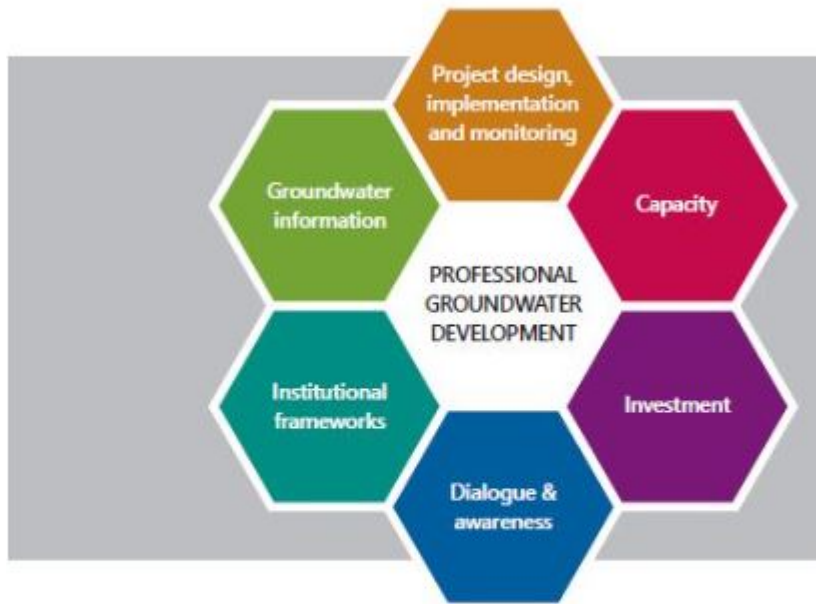 Project design,
implementation
and monitoring
Groundwater
information
Capacity
PROFESSIONAL
GROUNDWATER
DEVELOPMENT
Institutional
frameworks
Investment
Dialogue &
awareness